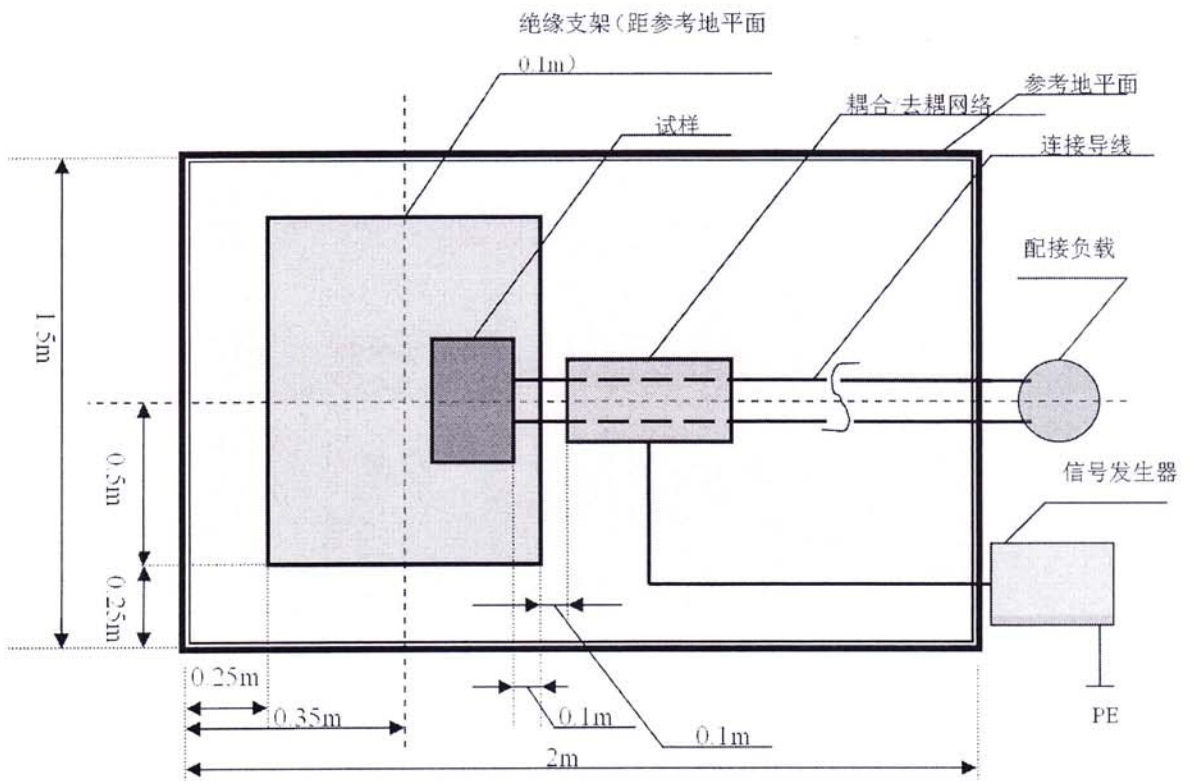 绝缘支架(距参考地平面
0.1m)
参考地平面
耦合/去耦网络
试样
连接导线
配接负载
1.5m
0.5m
信号发生器
0.25m
0.25m
0.35m
0.1m
0.1m
PE
2m